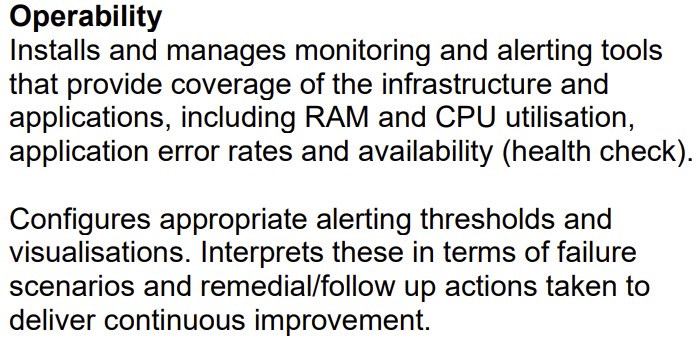 Operability
Installs and manages monitoring and alerting tools
that provide coverage of the infrastructure and
applications, including RAM and CPU utilisation,
application error rates and availability (health check).
Configures appropriate alerting thresholds and
visualisations. Interprets these in terms of failure
scenarios and remedial/follow up actions taken to
deliver continuous improvement.